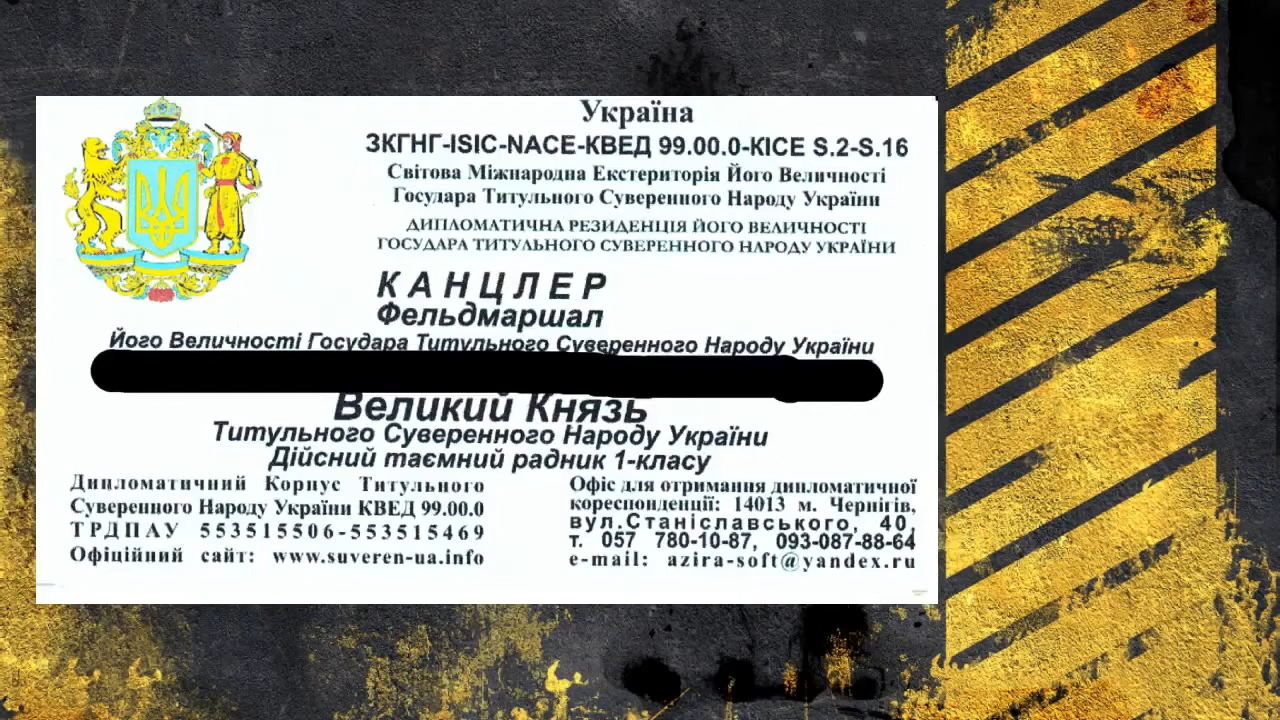 Україна
ЗКГНГ-ISIC-NACE-КВЕД 99.00.0-КІСЕ S.2-S.16
Світова Міжнародна Екстериторія Його Величності
Государа Титульного Суверенного Народу України
ДИПЛОМАТИЧНА РЕЗИДЕНЦІЯ ЙОГО ВЕЛИЧНОСТІ
ГОСУДАРА ТИТУЛЬНОГО СУВЕРЕННОГО НАРОДУ УКРАЇНИ
КАНЦЛЕР
Фельдмаршал
Його Величності Государа Титульного Суверенного Народу України
Великий Князь
Титульного Суверенного Народу України
Дійсний таємний радник 1-класу
Дипломатичний Корпус Титульного
Суверенного Народу України КВЕД 99.00.0
ТРДПАУ 553515506-553515469
Офіційний сайт: www.suveren-ua.info
Офіс для отримання дипломатичної
кореспонденції: 14013 м. Чернігів,
вул.Станіславського, 40,
т. 057 780-10-87, 093-087-88-64
e-mail: azira-soft@yandex.ru